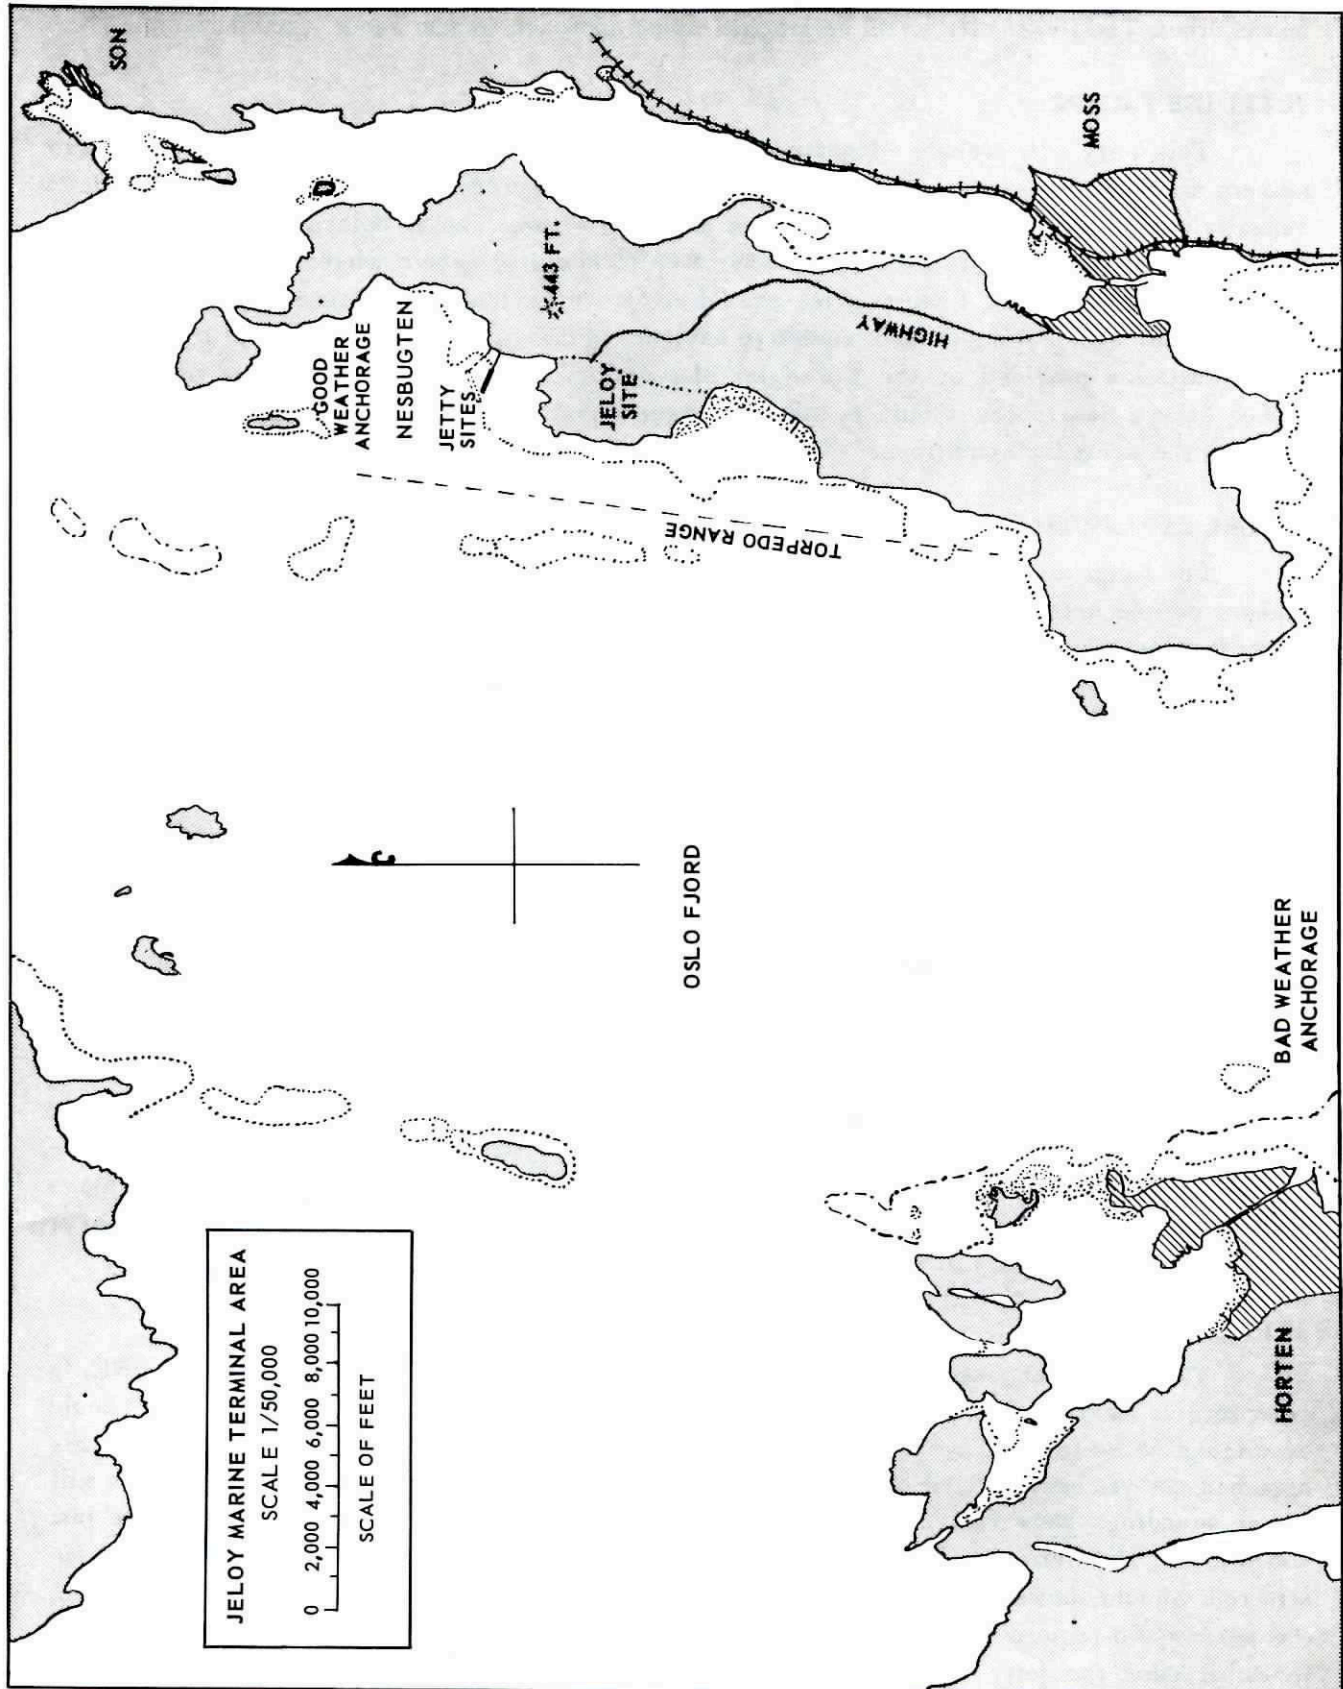 SON
D
443 FT.
GOOD
WEATHER
ANCHORAGE
NESBUGTEN
JETTY
SITES
JELOY
SITE
HIGHWAY
MOSS
TORPEDO RANGE
OSLO FJORD
BAD WEATHER
ANCHORAGE
HORTEN
JELOY MARINE TERMINAL AREA
SCALE 1/50,000
0 2,000 4,000 6,000 8,000 10,000
SCALE OF FEET